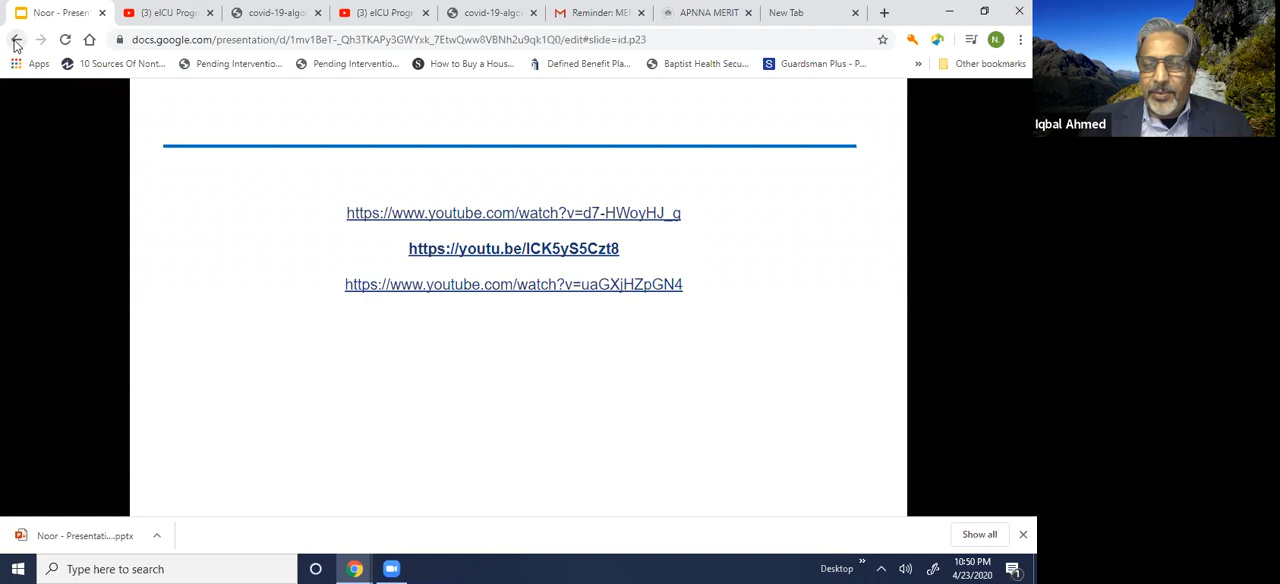 Noor - Presen
(3) eICU Progr
covid-19-algo
(3) eICU Progr
covid-19-algo
Reminder: MEI
APNNA MERIT
New Tab
docs.google.com/presentation/d/1mv1BeT-_Qh3TKAPy3GWYxk_7EtwQww8VBNh2u9qk1Q0/edit#slide=id.p23
N.
Apps
10 Sources Of Nont...
Pending Interventio...
Pending Interventio...
How to Buy a Hous...
Defined Benefit Pla...
Baptist Health Secu...
Guardsman Plus - P...
»
Other bookmarks
Iqbal Ahmed
https://www.youtube.com/watch?v=d7-HWoyHJ_g
https://youtu.be/lCK5yS5Czt8
https://www.youtube.com/watch?v=uaGXjHZpGN4
Noor - Presentati....pptx
Show all
Type here to search
Desktop
»
10:50 PM
4/23/2020
1